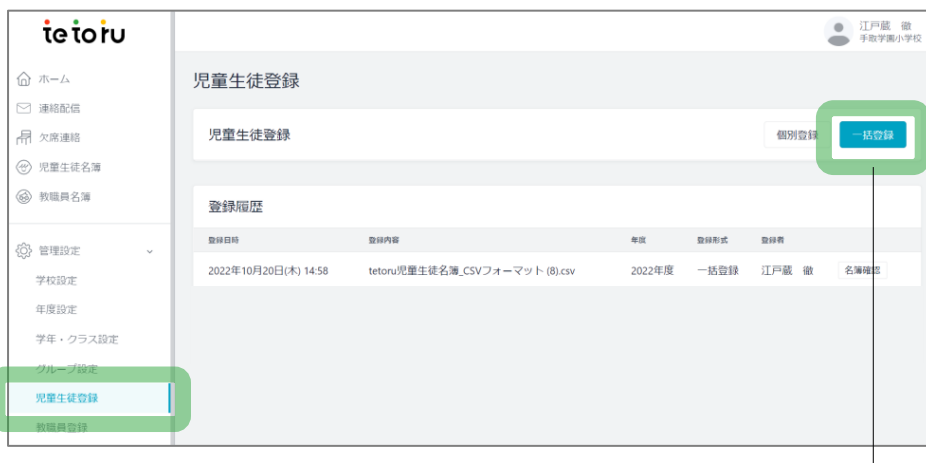 tetoru
江戸蔵 徹
手取学園小学校
ホーム
連絡配信
欠席連絡
児童生徒名簿
教職員名簿
管理設定
学校設定
年度設定
学年・クラス設定
グループ設定
児童生徒登録
教職員登録
児童生徒登録
児童生徒登録
個別登録
一括登録
登録履歴
登録日時 登録内容 年度 登録形式 登録者
2022年10月20日(木) 14:58 tetoru児童生徒名簿_CSVフォーマット (8).csv 2022年度 一括登録 江戸蔵 徹 名簿確認